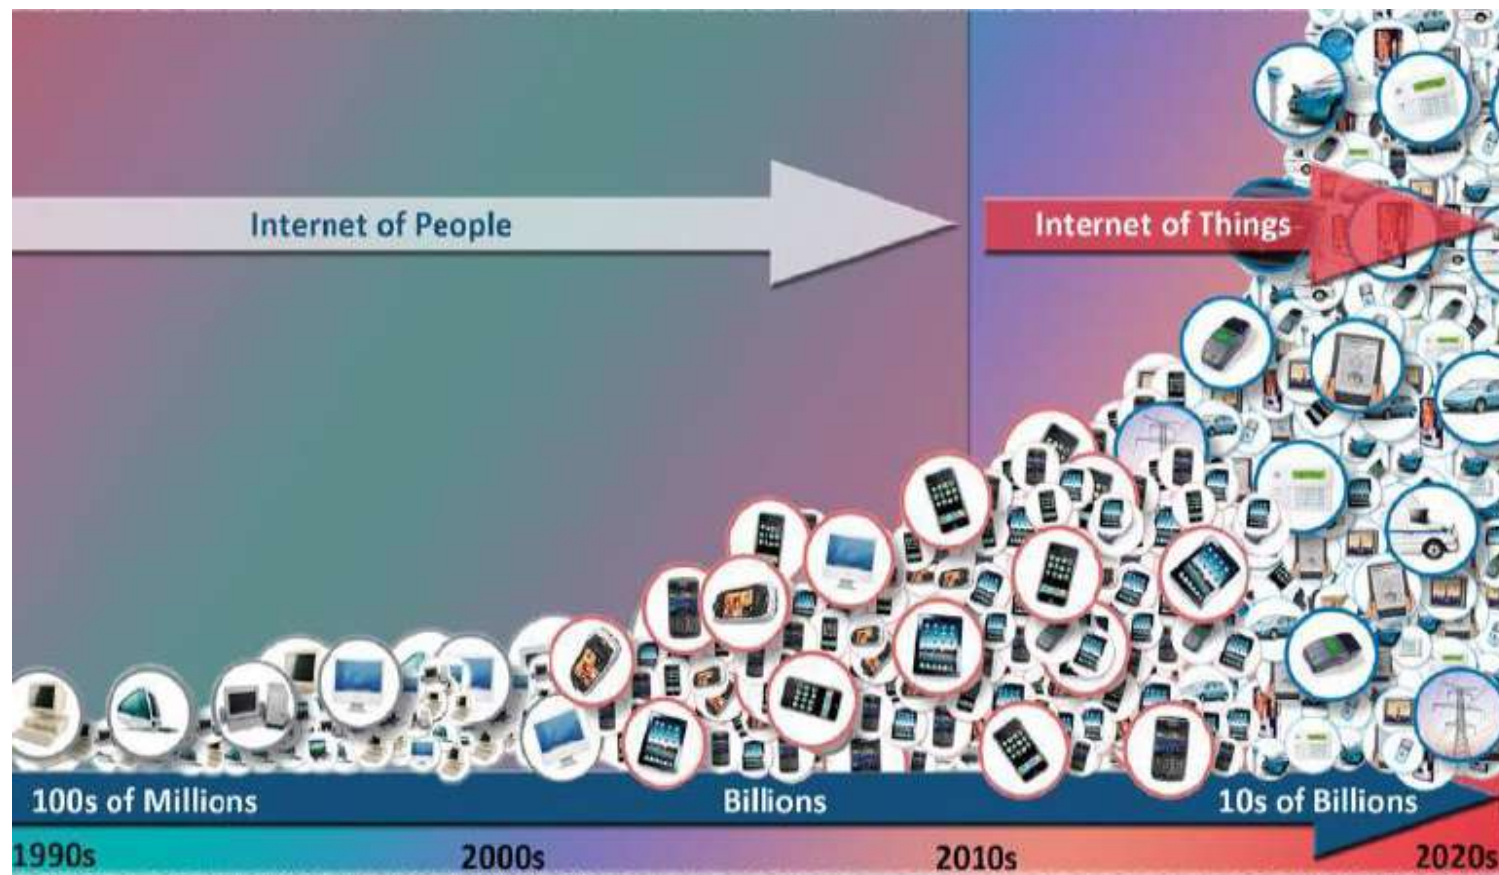 Internet of People
Internet of Things
100s of Millions
Billions
10s of Billions
1990s
2000s
2010s
2020s